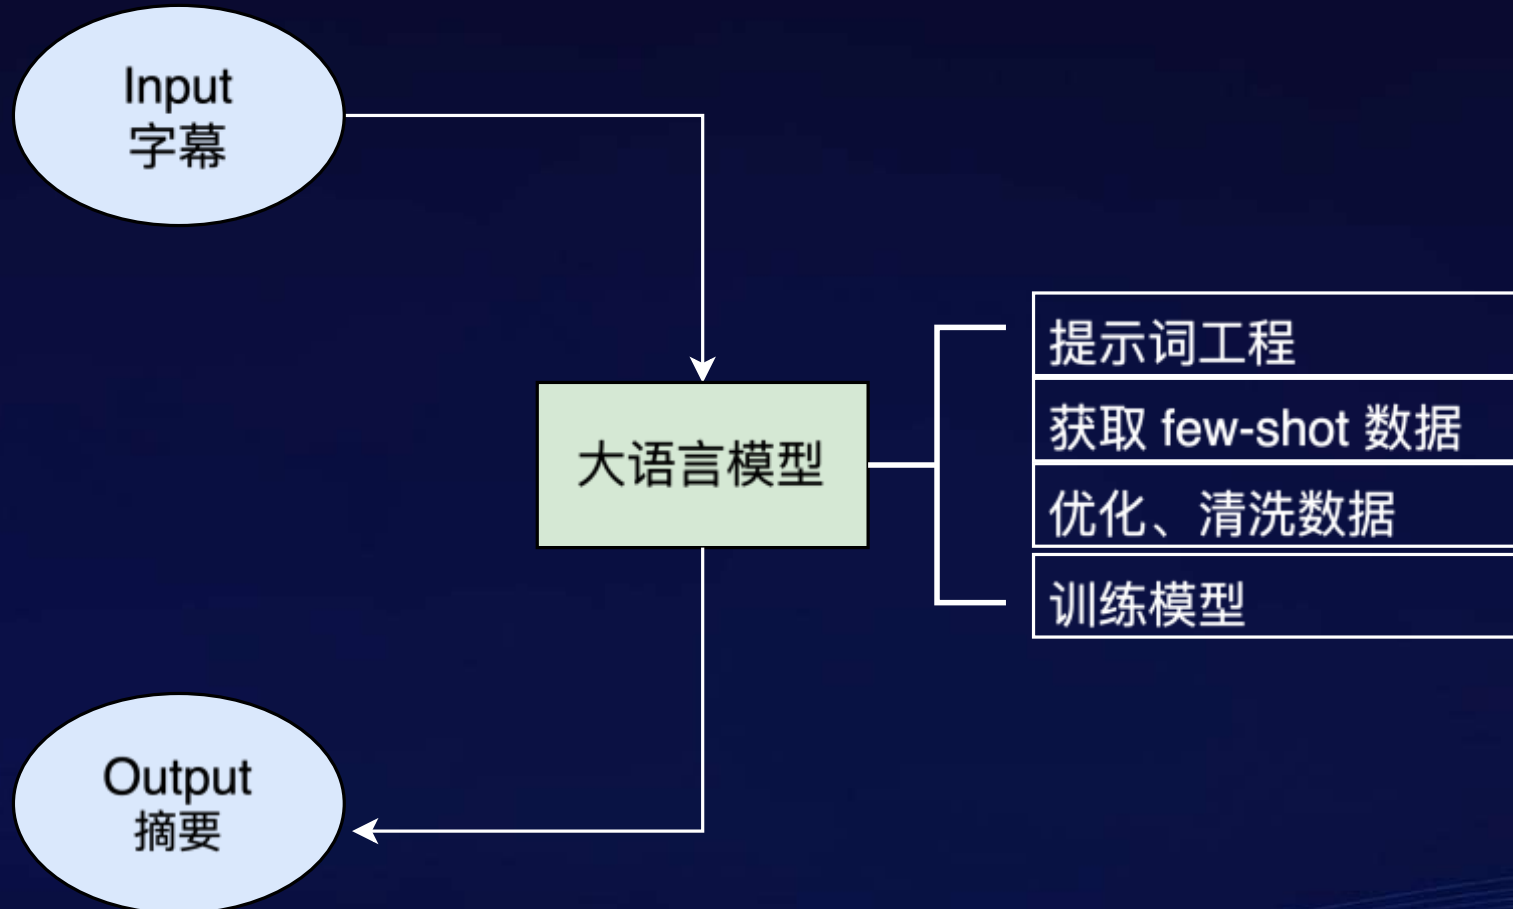 Input
字幕
大语言模型
提示词工程
获取 few-shot 数据
优化、清洗数据
训练模型
Output
摘要